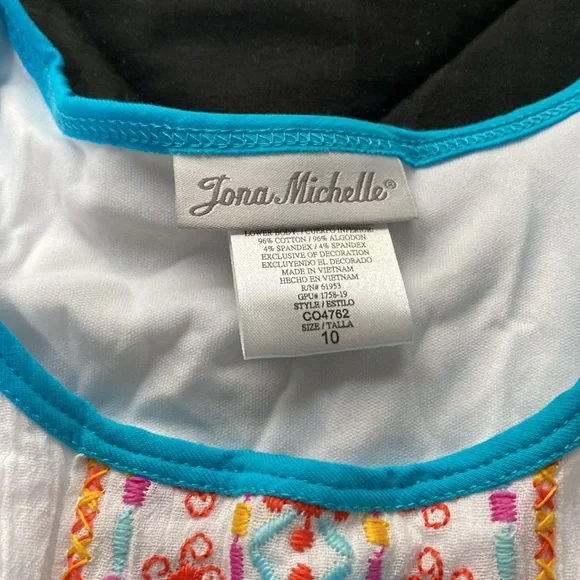 Jona Michelle®
LOWER BODY: / CUERPO INFERIOR:
96% COTTON / 96% ALGODON
4% SPANDEX / 4% SPANDEX
EXCLUSIVE OF DECORATION
EXCLUYENDO EL DECORADO
MADE IN VIETNAM
HECHO EN VIETNAM
R/N# 61953
GPU# 1758-19
STYLE / ESTILO
CO4762
SIZE / TALLA
10